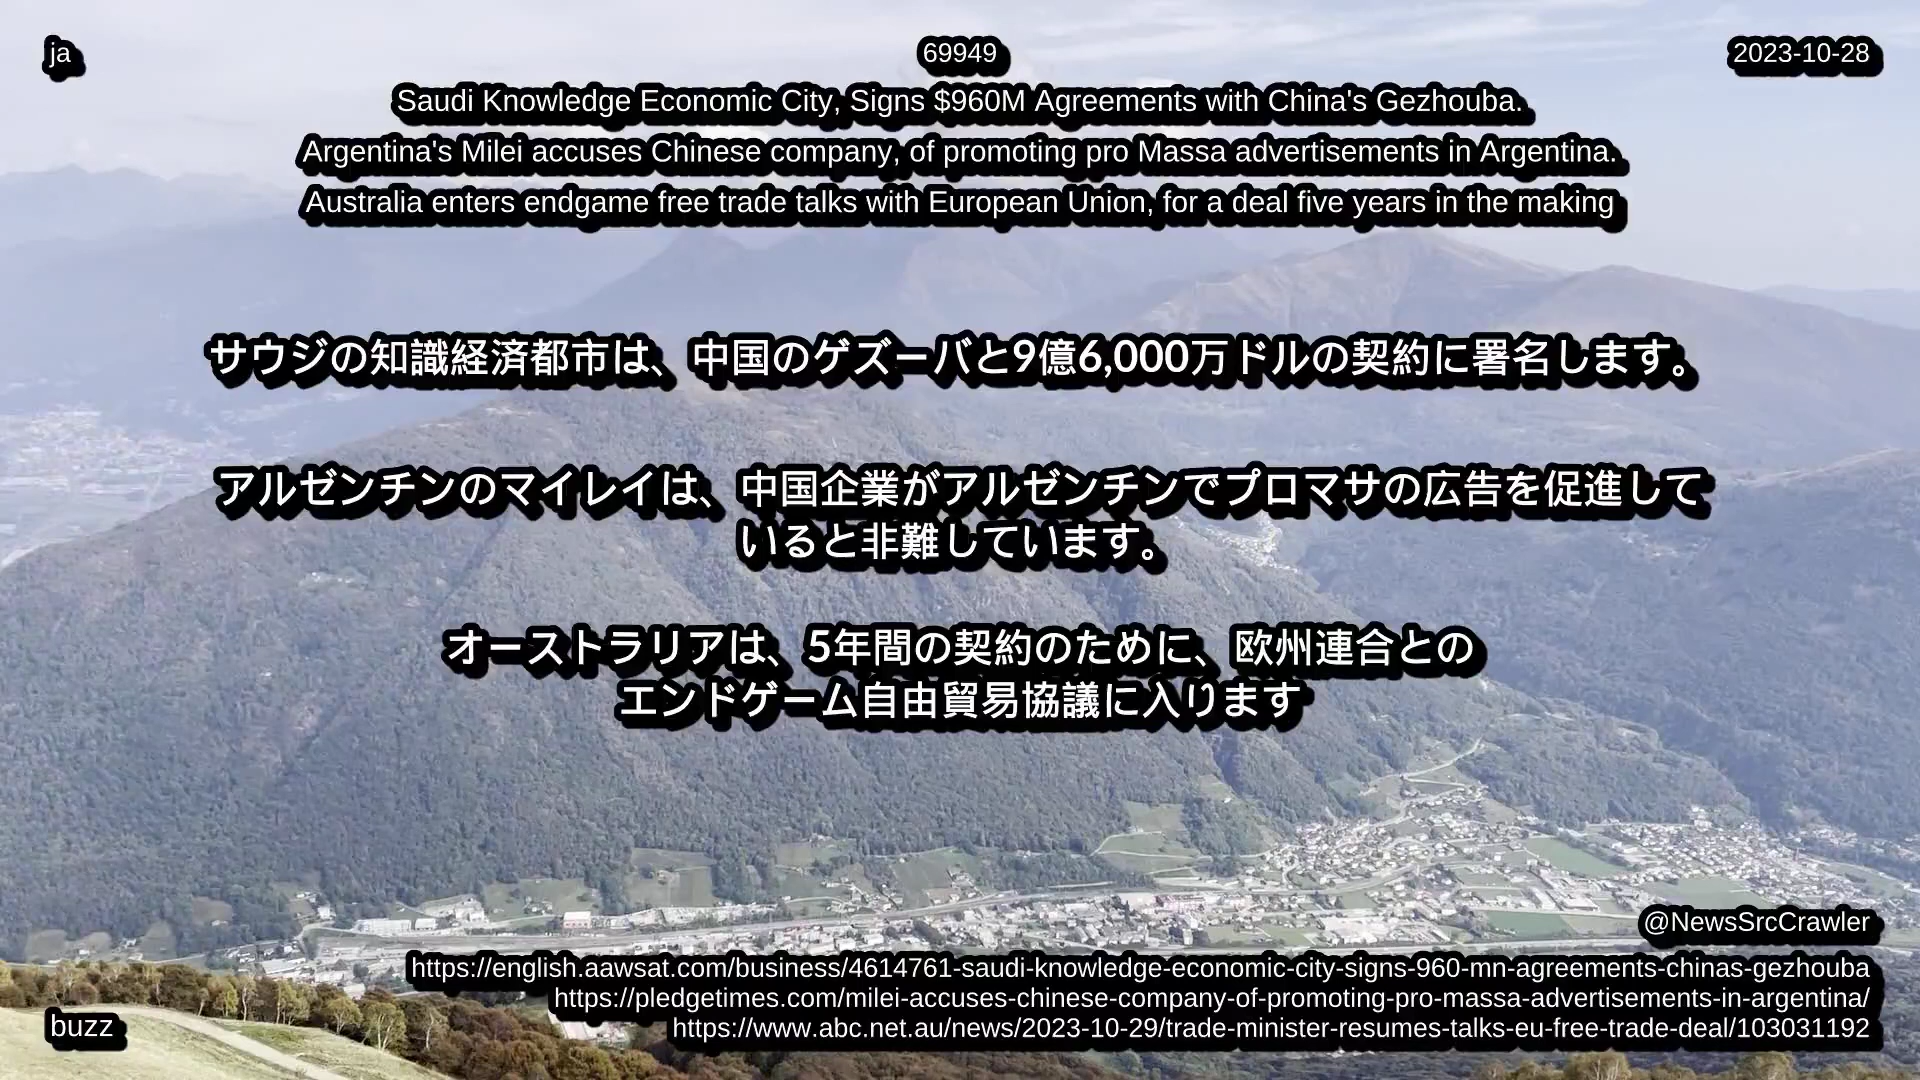 ja
69949
2023-10-28
Saudi Knowledge Economic City, Signs $960M Agreements with China's Gezhouba.
Argentina's Milei accuses Chinese company, of promoting pro Massa advertisements in Argentina.
Australia enters endgame free trade talks with European Union, for a deal five years in the making
サウジの知識経済都市は、中国のゲズーバと9億6,000万ドルの契約に署名します。
アルゼンチンのマイレイは、中国企業がアルゼンチンでプロマサの広告を促進して
いると非難しています。
オーストラリアは、5年間の契約のために、欧州連合との
エンドゲーム自由貿易協議に入ります
@NewsSrcCrawler
https://english.aawsat.com/business/4614761-saudi-knowledge-economic-city-signs-960-mn-agreements-chinas-gezhouba
https://pledgetimes.com/milei-accuses-chinese-company-of-promoting-pro-massa-advertisements-in-argentina/
https://www.abc.net.au/news/2023-10-29/trade-minister-resumes-talks-eu-free-trade-deal/103031192
buzz